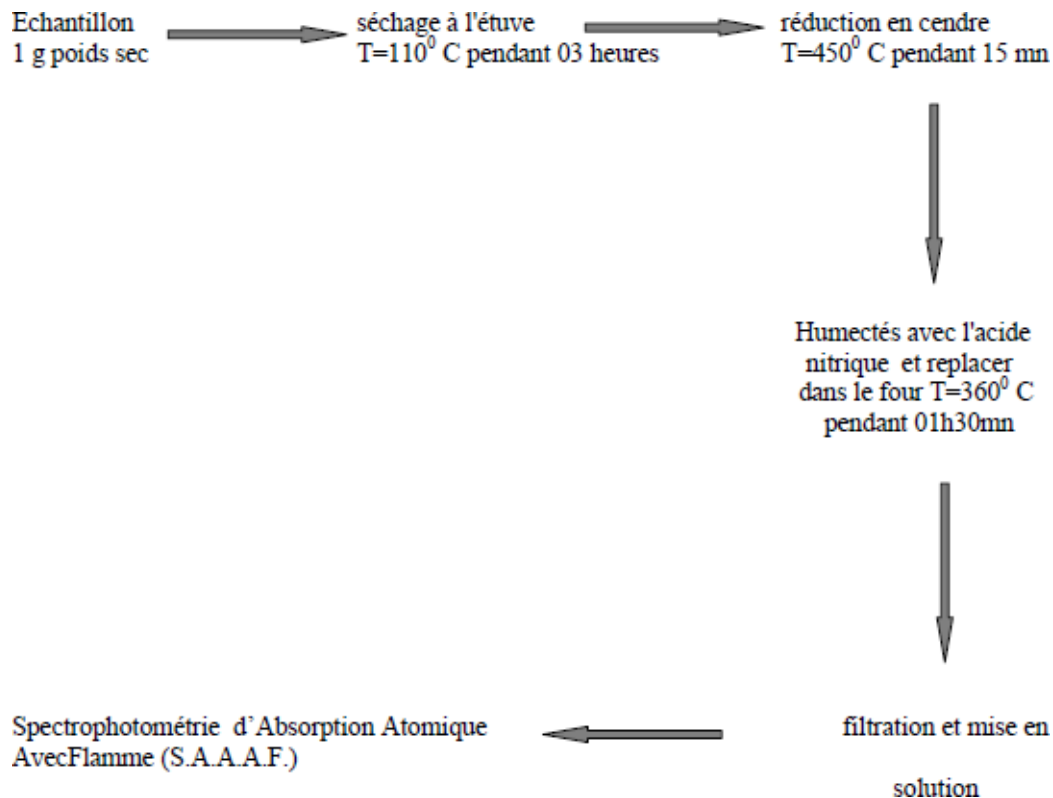 Echantillon
1 g poids sec
séchage à l'étuve
T=110⁰ C pendant 03 heures
réduction en cendre
T=450⁰ C pendant 15 mn
Humectés avec l'acide
nitrique et replacer
dans le four T=360⁰ C
pendant 01h30mn
filtration et mise en
solution
Spectrophotométrie d’Absorption Atomique
AvecFlamme (S.A.A.A.F.)